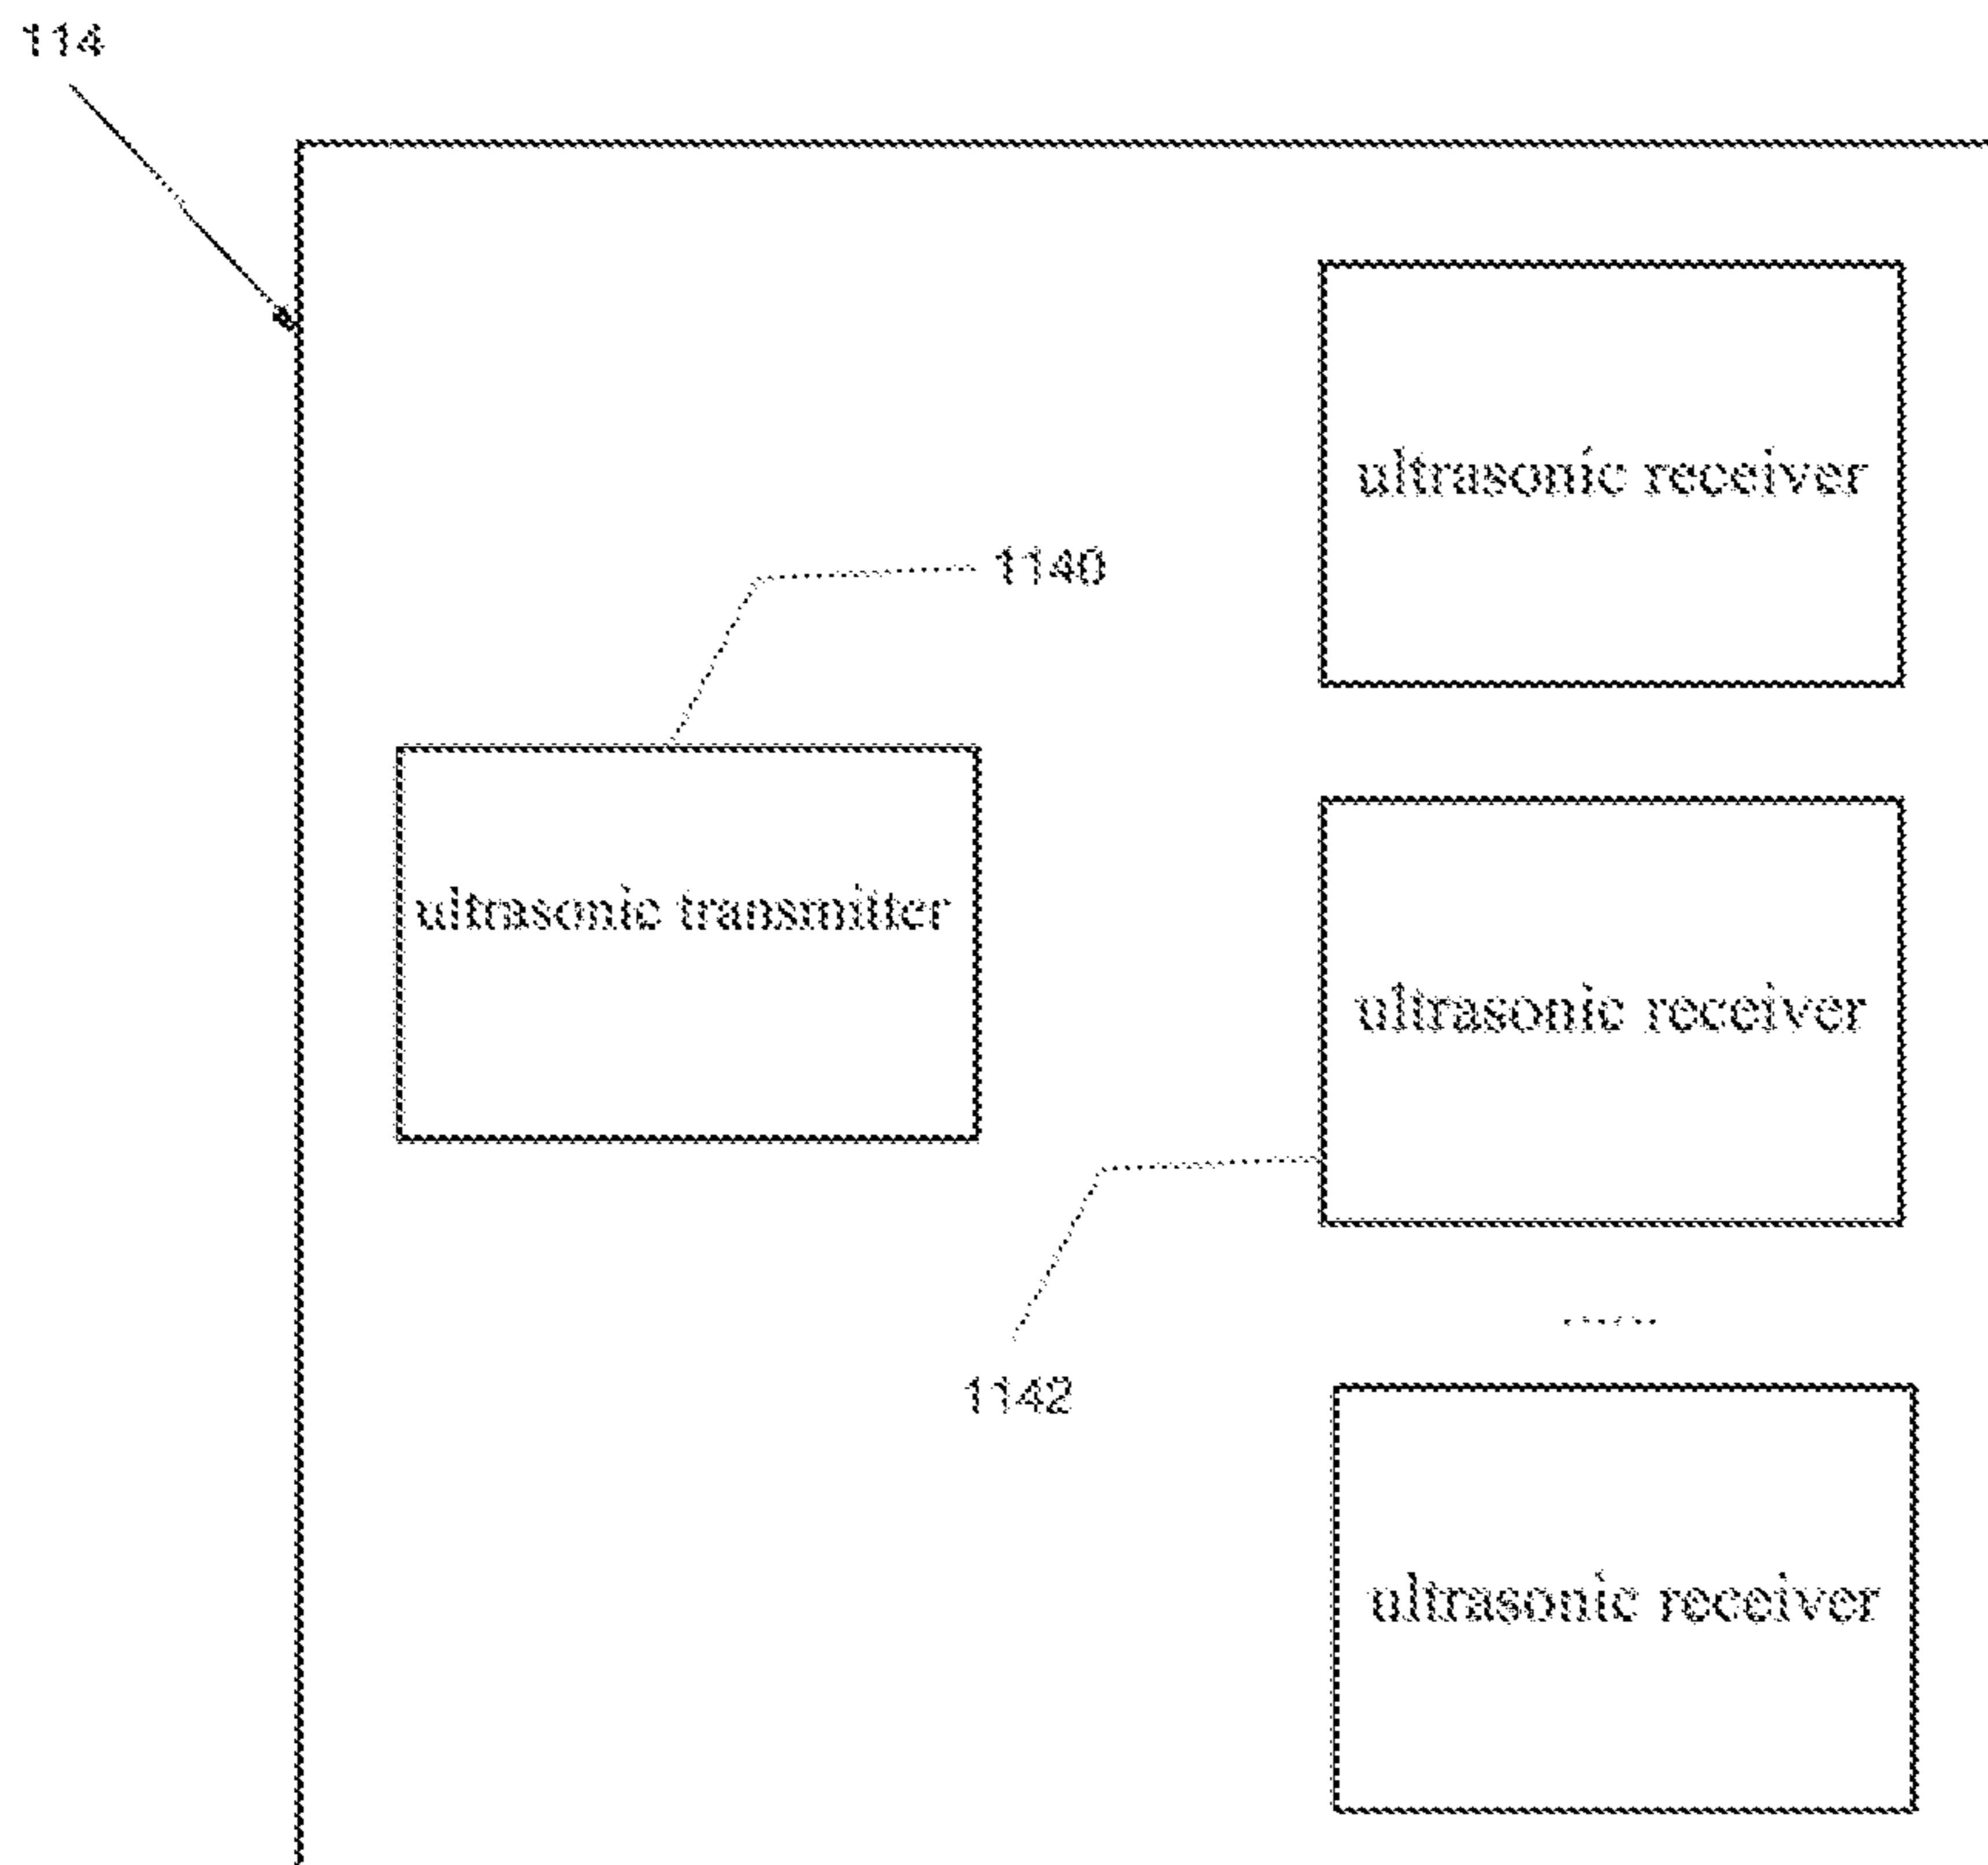 114
ultrasonic receiver
1140
ultrasonic transmitter
ultrasonic receiver
......
1142
ultrasonic receiver